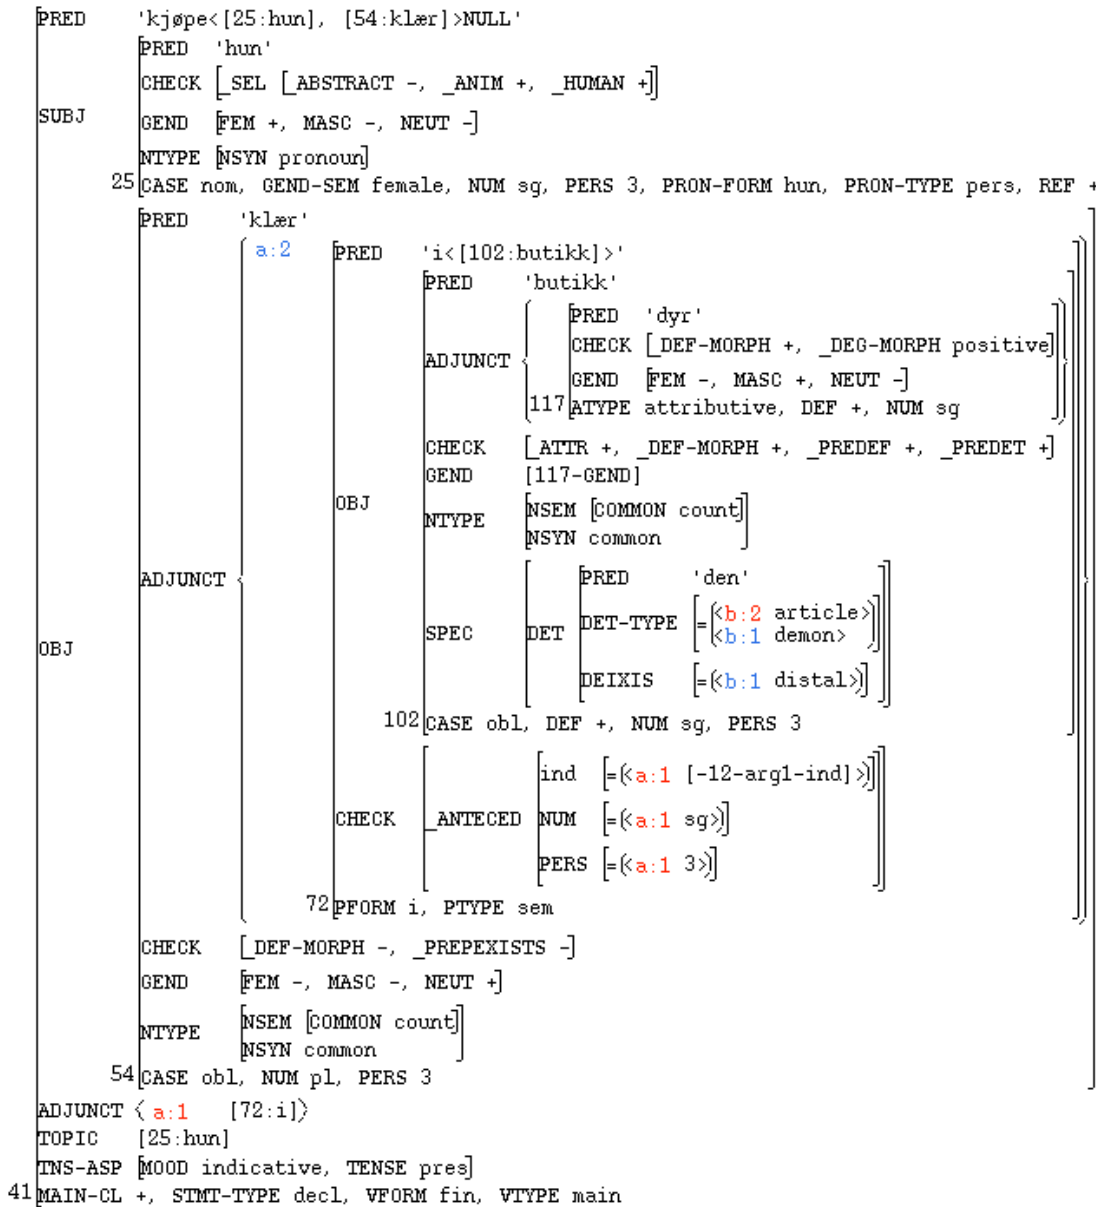 PRED 'kjøpe<[25:hun], [54:klær]>NULL'
PRED 'hun'
CHECK [_SEL [_ABSTRACT -, _ANIM +, _HUMAN +]]
SUBJ
GEND [FEM +, MASC -, NEUT -]
NTYPE [NSYN pronoun]
25 CASE nom, GEND-SEM female, NUM sg, PERS 3, PRON-FORM hun, PRON-TYPE pers, REF +
PRED 'klær'
a:2 PRED 'i<[102:butikk]>'
PRED 'butikk'
PRED 'dyr'
CHECK [_DEF-MORPH +, _DEG-MORPH positive]
ADJUNCT
GEND [FEM -, MASC +, NEUT -]
117 ATYPE attributive, DEF +, NUM sg
CHECK [_ATTR +, _DEF-MORPH +, _PREDEF +, _PREDET +]
GEND [117-GEND]
OBJ
NTYPE [NSEM [COMMON count]
NSYN common]
ADJUNCT
PRED 'den'
SPEC DET DET-TYPE [=(<b:2 article>)
<b:1 demon>]
OBJ
DEIXIS [=(<b:1 distal>)]
102 CASE obl, DEF +, NUM sg, PERS 3
ind [=(<a:1 [-12-arg1-ind]>)]
CHECK _ANTECED NUM [=(<a:1 sg>)]
PERS [=(<a:1 3>)]
72 PFORM i, PTYPE sem
CHECK [_DEF-MORPH -, _PREPEXISTS -]
GEND [FEM -, MASC -, NEUT +]
NTYPE [NSEM [COMMON count]
NSYN common]
54 CASE obl, NUM pl, PERS 3
ADJUNCT { a:1 [72:i]}
TOPIC [25:hun]
TNS-ASP [MOOD indicative, TENSE pres]
41 MAIN-CL +, STMT-TYPE decl, VFORM fin, VTYPE main